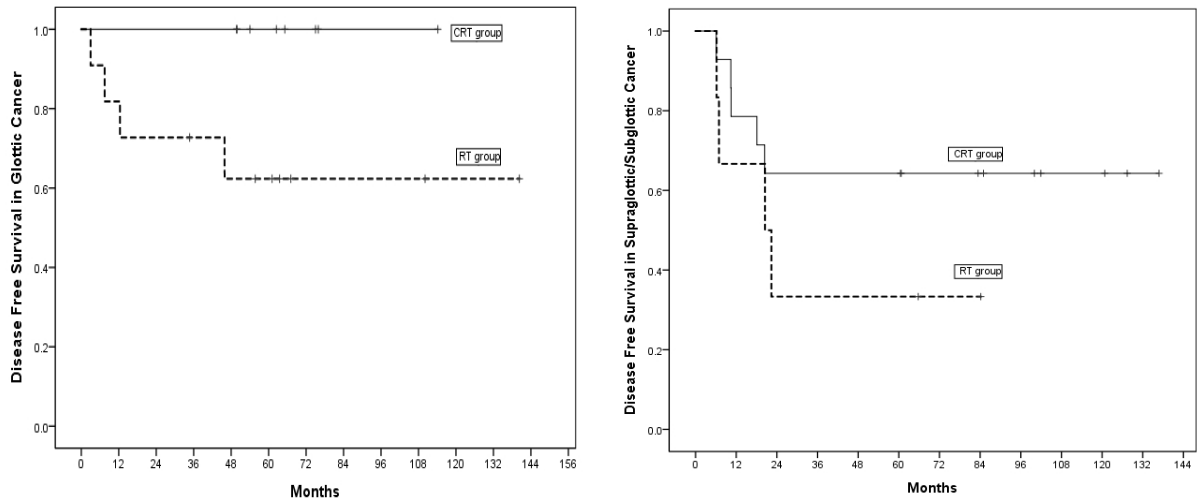 Disease Free Survival in Glottic Cancer
1.0
0.8
0.6
0.4
0.2
0.0
CRT group
RT group
0 12 24 36 48 60 72 84 96 108 120 132 144 156
Months
Disease Free Survival in Supraglottic/Subglottic Cancer
1.0
0.8
0.6
0.4
0.2
0.0
CRT group
RT group
0 12 24 36 48 60 72 84 96 108 120 132 144
Months